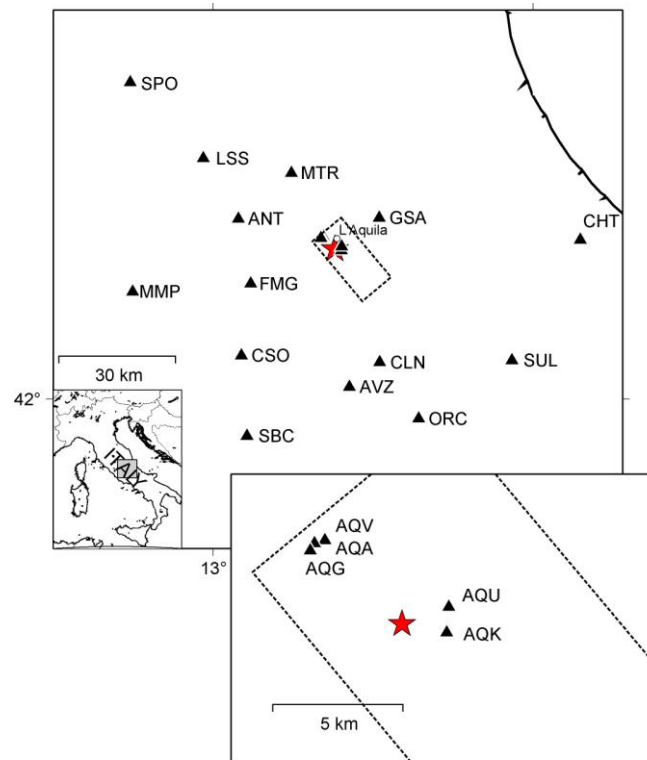 SPO
LSS
MTR
ANT
GSA
L'Aquila
CHT
MMP
FMG
CSO
CLN
SUL
30 km
AVZ
42°
ORC
SBC
ITALY
AQV
AQA
AQG
13°
AQU
AQK
5 km